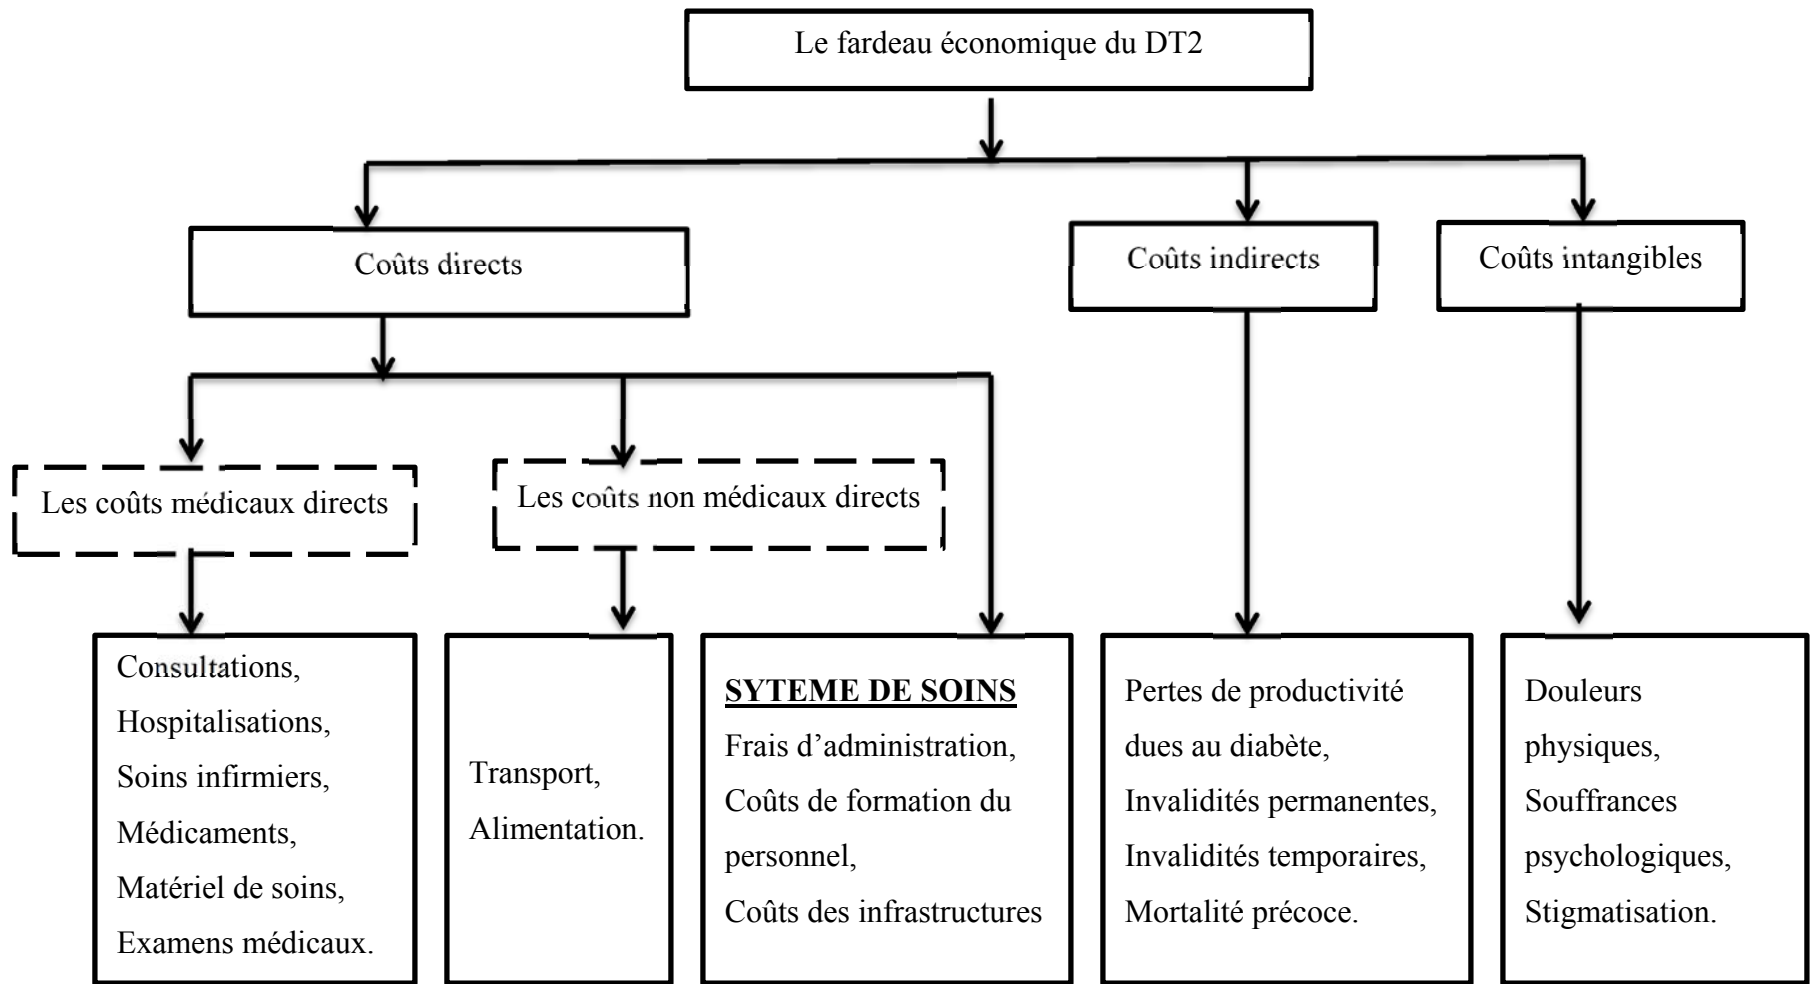 Le fardeau économique du DT2
Coûts directs
Coûts indirects
Coûts intangibles
Les coûts médicaux directs
Les coûts non médicaux directs
Consultations,
Hospitalisations,
Soins infirmiers,
Médicaments,
Matériel de soins,
Examens médicaux.
Transport,
Alimentation.
SYTEME DE SOINS
Frais d’administration,
Coûts de formation du
personnel,
Coûts des infrastructures
Pertes de productivité
dues au diabète,
Invalidités permanentes,
Invalidités temporaires,
Mortalité précoce.
Douleurs
physiques,
Souffrances
psychologiques,
Stigmatisation.